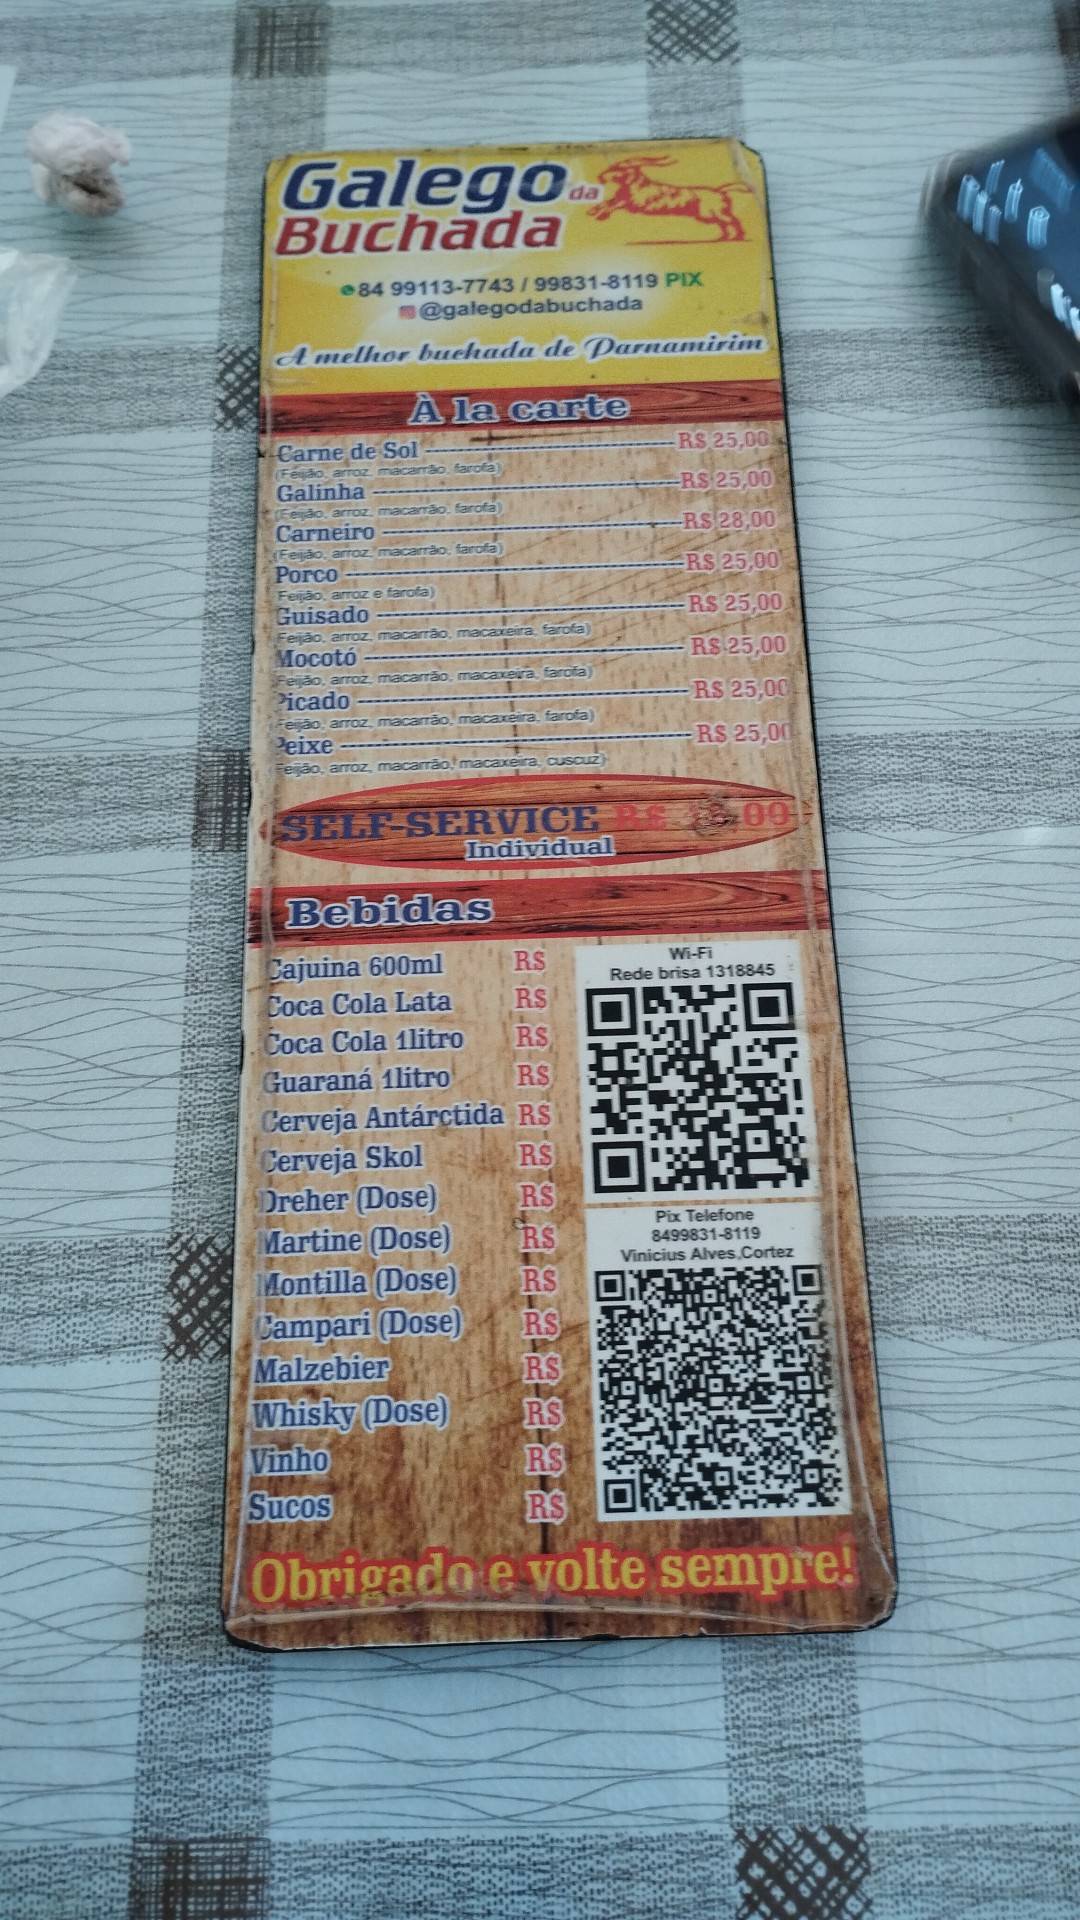 Galego da
Buchada
84 99113-7743 / 99831-8119 PIX
@galegodabuchada
A melhor buchada de Parnamirim
À la carte
Carne de Sol R$ 25,00
(Feijão, arroz, macarrão, farofa)
Galinha R$ 25,00
(Feijão, arroz, macarrão, farofa)
Carneiro R$ 28,00
(Feijão, arroz, macarrão, farofa)
Porco R$ 25,00
Feijão, arroz e farofa)
Guisado R$ 25,00
Feijão, arroz, macarrão, macaxeira, farofa)
Mocotó R$ 25,00
Feijão, arroz, macarrão, macaxeira, farofa)
Picado R$ 25,00
Feijão, arroz, macarrão, macaxeira, farofa)
Peixe R$ 25,00
Feijão, arroz, macarrão, macaxeira, cuscuz)
SELF-SERVICE R$
Individual
Bebidas
Cajuina 600ml R$
Coca Cola Lata R$
Coca Cola 1litro R$
Guaraná 1litro R$
Cerveja Antárctida R$
Cerveja Skol R$
Dreher (Dose) R$
Martine (Dose) R$
Montilla (Dose) R$
Campari (Dose) R$
Malzebier R$
Whisky (Dose) R$
Vinho R$
Sucos R$
Wi-Fi
Rede brisa 1318845
Pix Telefone
8499831-8119
Vinicius Alves,Cortez
Obrigado e volte sempre!